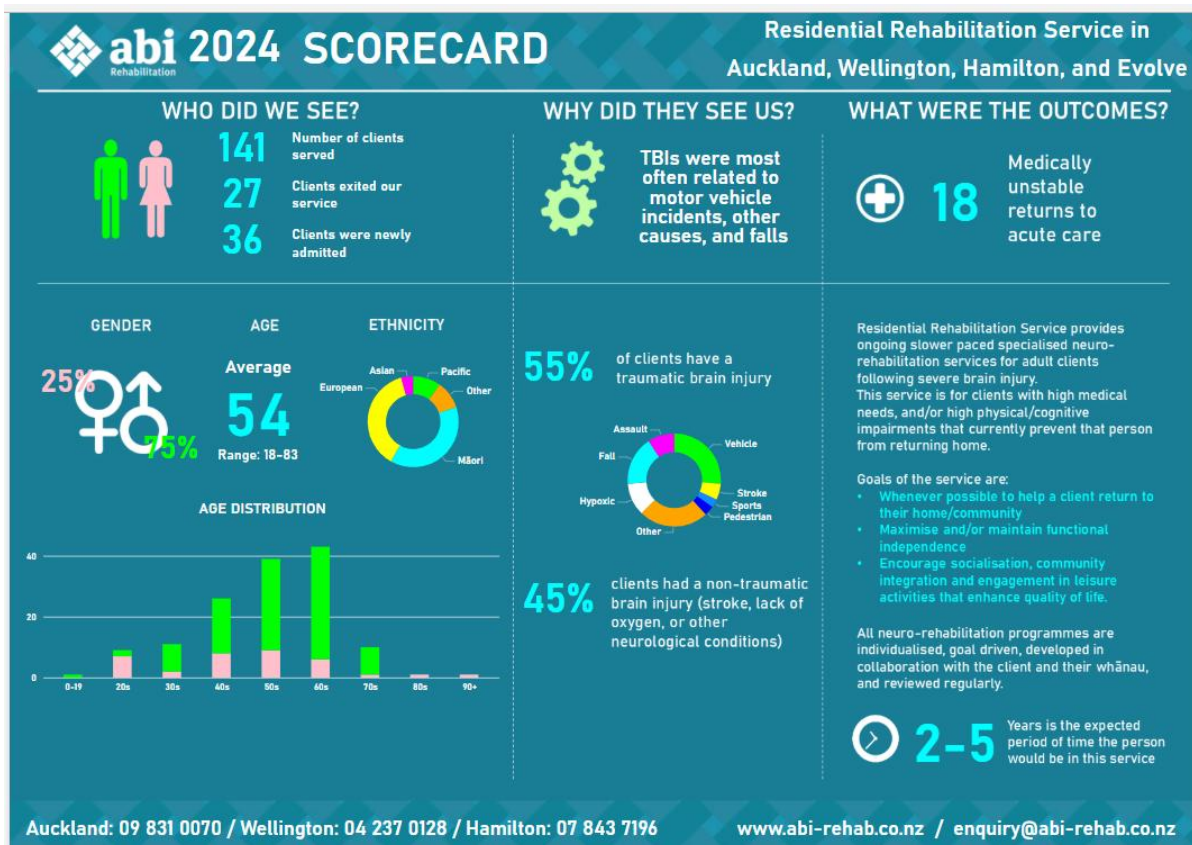 abi
Rehabilitation
2024 SCORECARD
Residential Rehabilitation Service in
Auckland, Wellington, Hamilton, and Evolve
WHO DID WE SEE?
141
Number of clients
served
27
Clients exited our
service
36
Clients were newly
admitted
WHY DID THEY SEE US?
TBIs were most
often related to
motor vehicle
incidents, other
causes, and falls
WHAT WERE THE OUTCOMES?
18
Medically
unstable
returns to
acute care
GENDER
25%
75%
AGE
Average
54
Range: 18-83
ETHNICITY
Asian
Pacific
European
Other
Māori
AGE DISTRIBUTION
40
20
0
0-19
20s
30s
40s
50s
60s
70s
80s
90+
55%
of clients have a
traumatic brain injury
Assault
Vehicle
Fall
Stroke
Hypoxic
Sports
Pedestrian
Other
45%
clients had a non-traumatic
brain injury (stroke, lack of
oxygen, or other
neurological conditions)
Residential Rehabilitation Service provides
ongoing slower paced specialised neuro-
rehabilitation services for adult clients
following severe brain injury.
This service is for clients with high medical
needs, and/or high physical/cognitive
impairments that currently prevent that person
from returning home.
Goals of the service are:
• Whenever possible to help a client return to
their home/community
• Maximise and/or maintain functional
independence
• Encourage socialisation, community
integration and engagement in leisure
activities that enhance quality of life.
All neuro-rehabilitation programmes are
individualised, goal driven, developed in
collaboration with the client and their whānau,
and reviewed regularly.
2-5
Years is the expected
period of time the person
would be in this service
Auckland: 09 831 0070 / Wellington: 04 237 0128 / Hamilton: 07 843 7196
www.abi-rehab.co.nz / enquiry@abi-rehab.co.nz